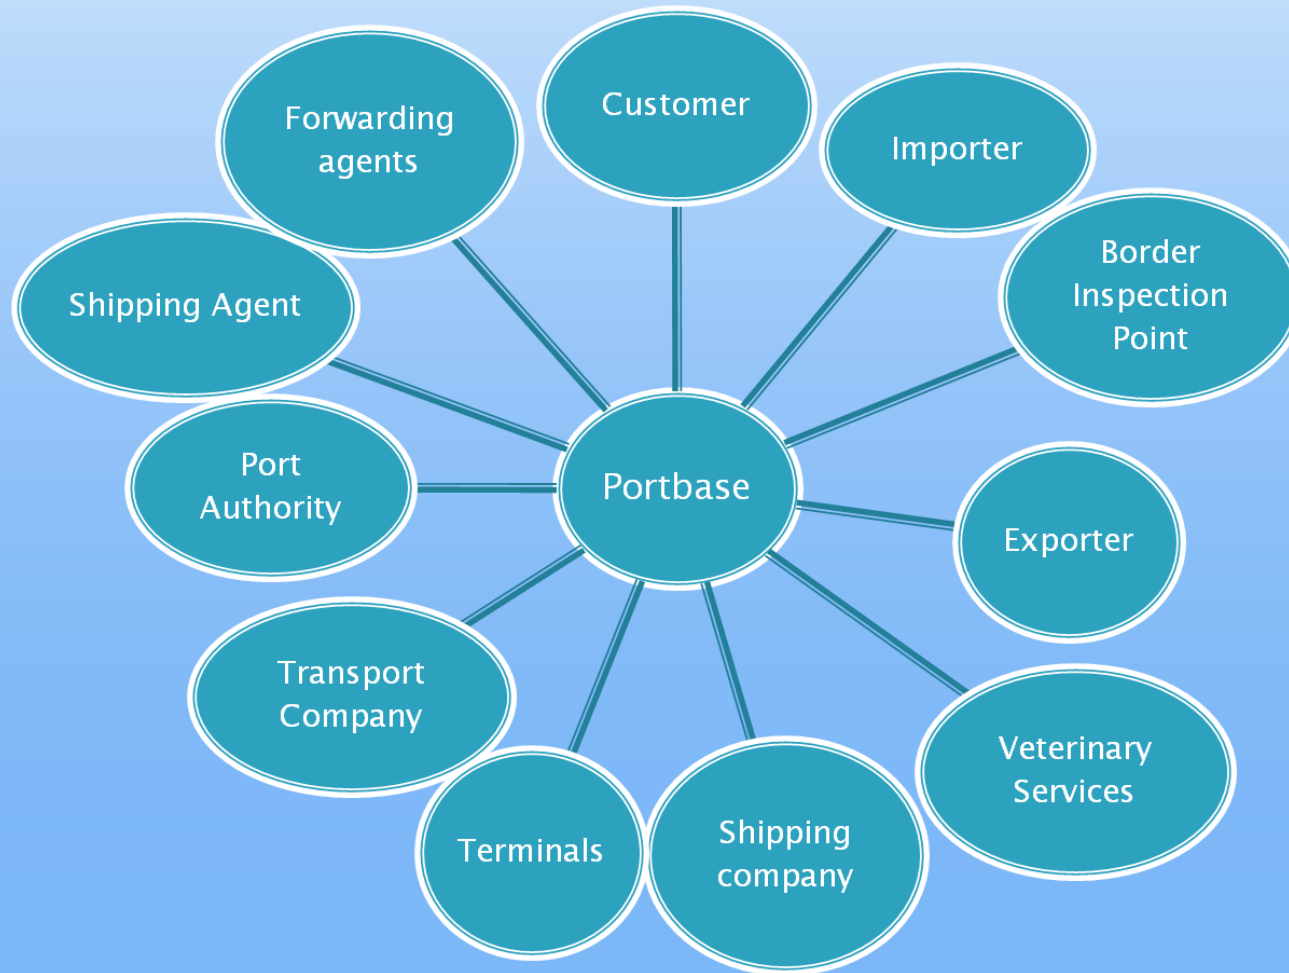 Customer
Forwarding
agents
Importer
Border
Inspection
Point
Shipping Agent
Port
Authority
Portbase
Exporter
Transport
Company
Veterinary
Services
Terminals
Shipping
company